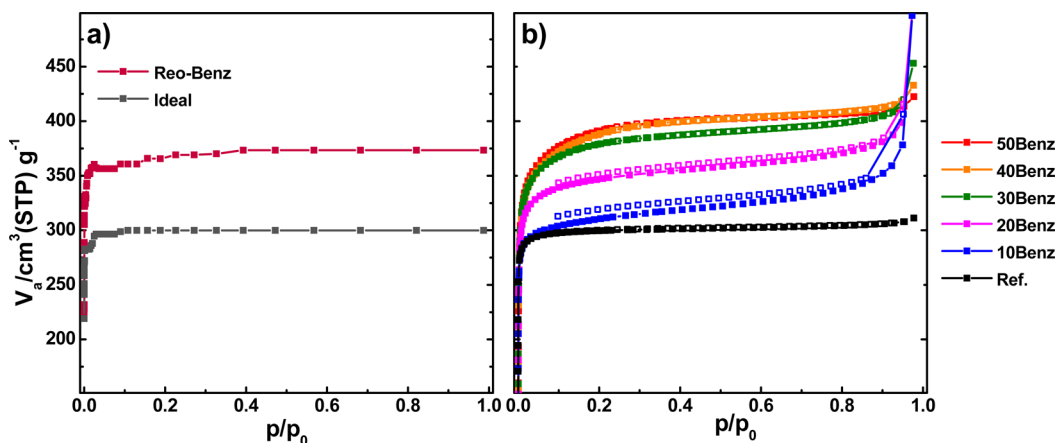 a)
Reo-Benz
Ideal
450
400
350
300
250
200
V_a/cm³(STP) g⁻¹
0.0 0.2 0.4 0.6 0.8 1.0
p/p₀
b)
0.0 0.2 0.4 0.6 0.8 1.0
p/p₀
50Benz
40Benz
30Benz
20Benz
10Benz
Ref.